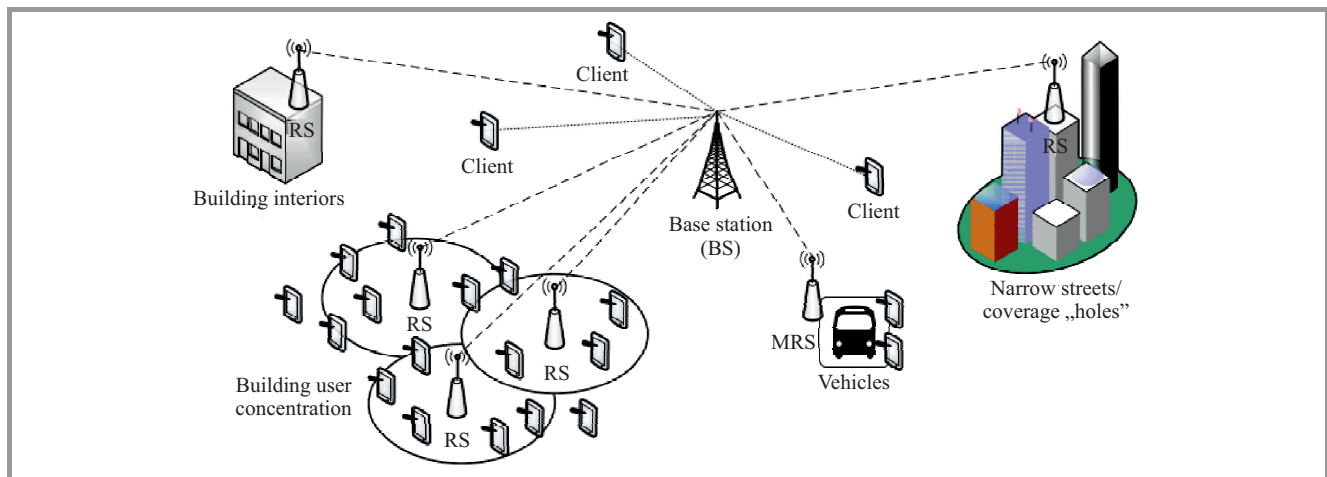 Client
RS
RS
Client
Building interiors
Client
Base station
(BS)
Narrow streets/
coverage „holes”
RS
MRS
RS
Vehicles
Building user
concentration
RS